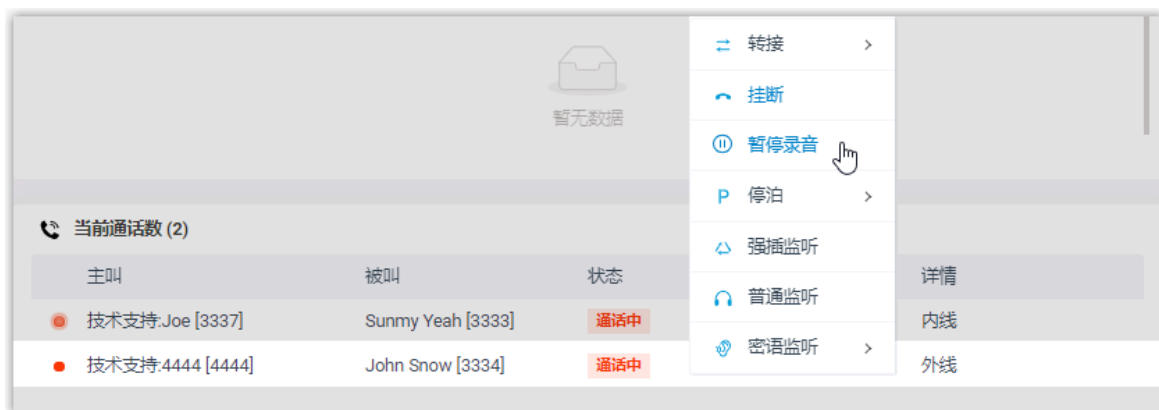 转接
挂断
暂无数据
暂停录音
P 停泊
当前通话数 (2)
强插监听
主叫 被叫 状态 详情
普通监听
技术支持:Joe [3337] Sunmy Yeah [3333] 通话中 内线
密语监听
技术支持:4444 [4444] John Snow [3334] 通话中 外线